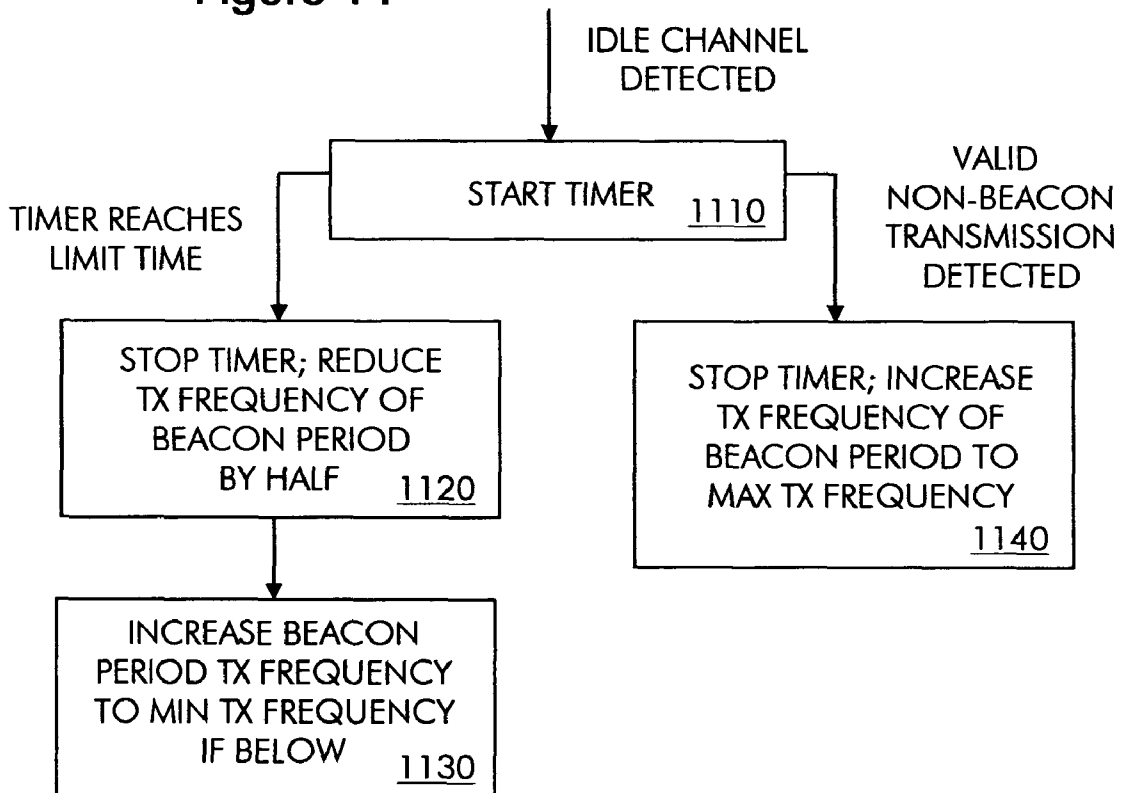 IDLE CHANNEL
DETECTED
START TIMER 1110
TIMER REACHES
LIMIT TIME
VALID
NON-BEACON
TRANSMISSION
DETECTED
STOP TIMER; REDUCE
TX FREQUENCY OF
BEACON PERIOD
BY HALF 1120
STOP TIMER; INCREASE
TX FREQUENCY OF
BEACON PERIOD TO
MAX TX FREQUENCY
1140
INCREASE BEACON
PERIOD TX FREQUENCY
TO MIN TX FREQUENCY
IF BELOW 1130